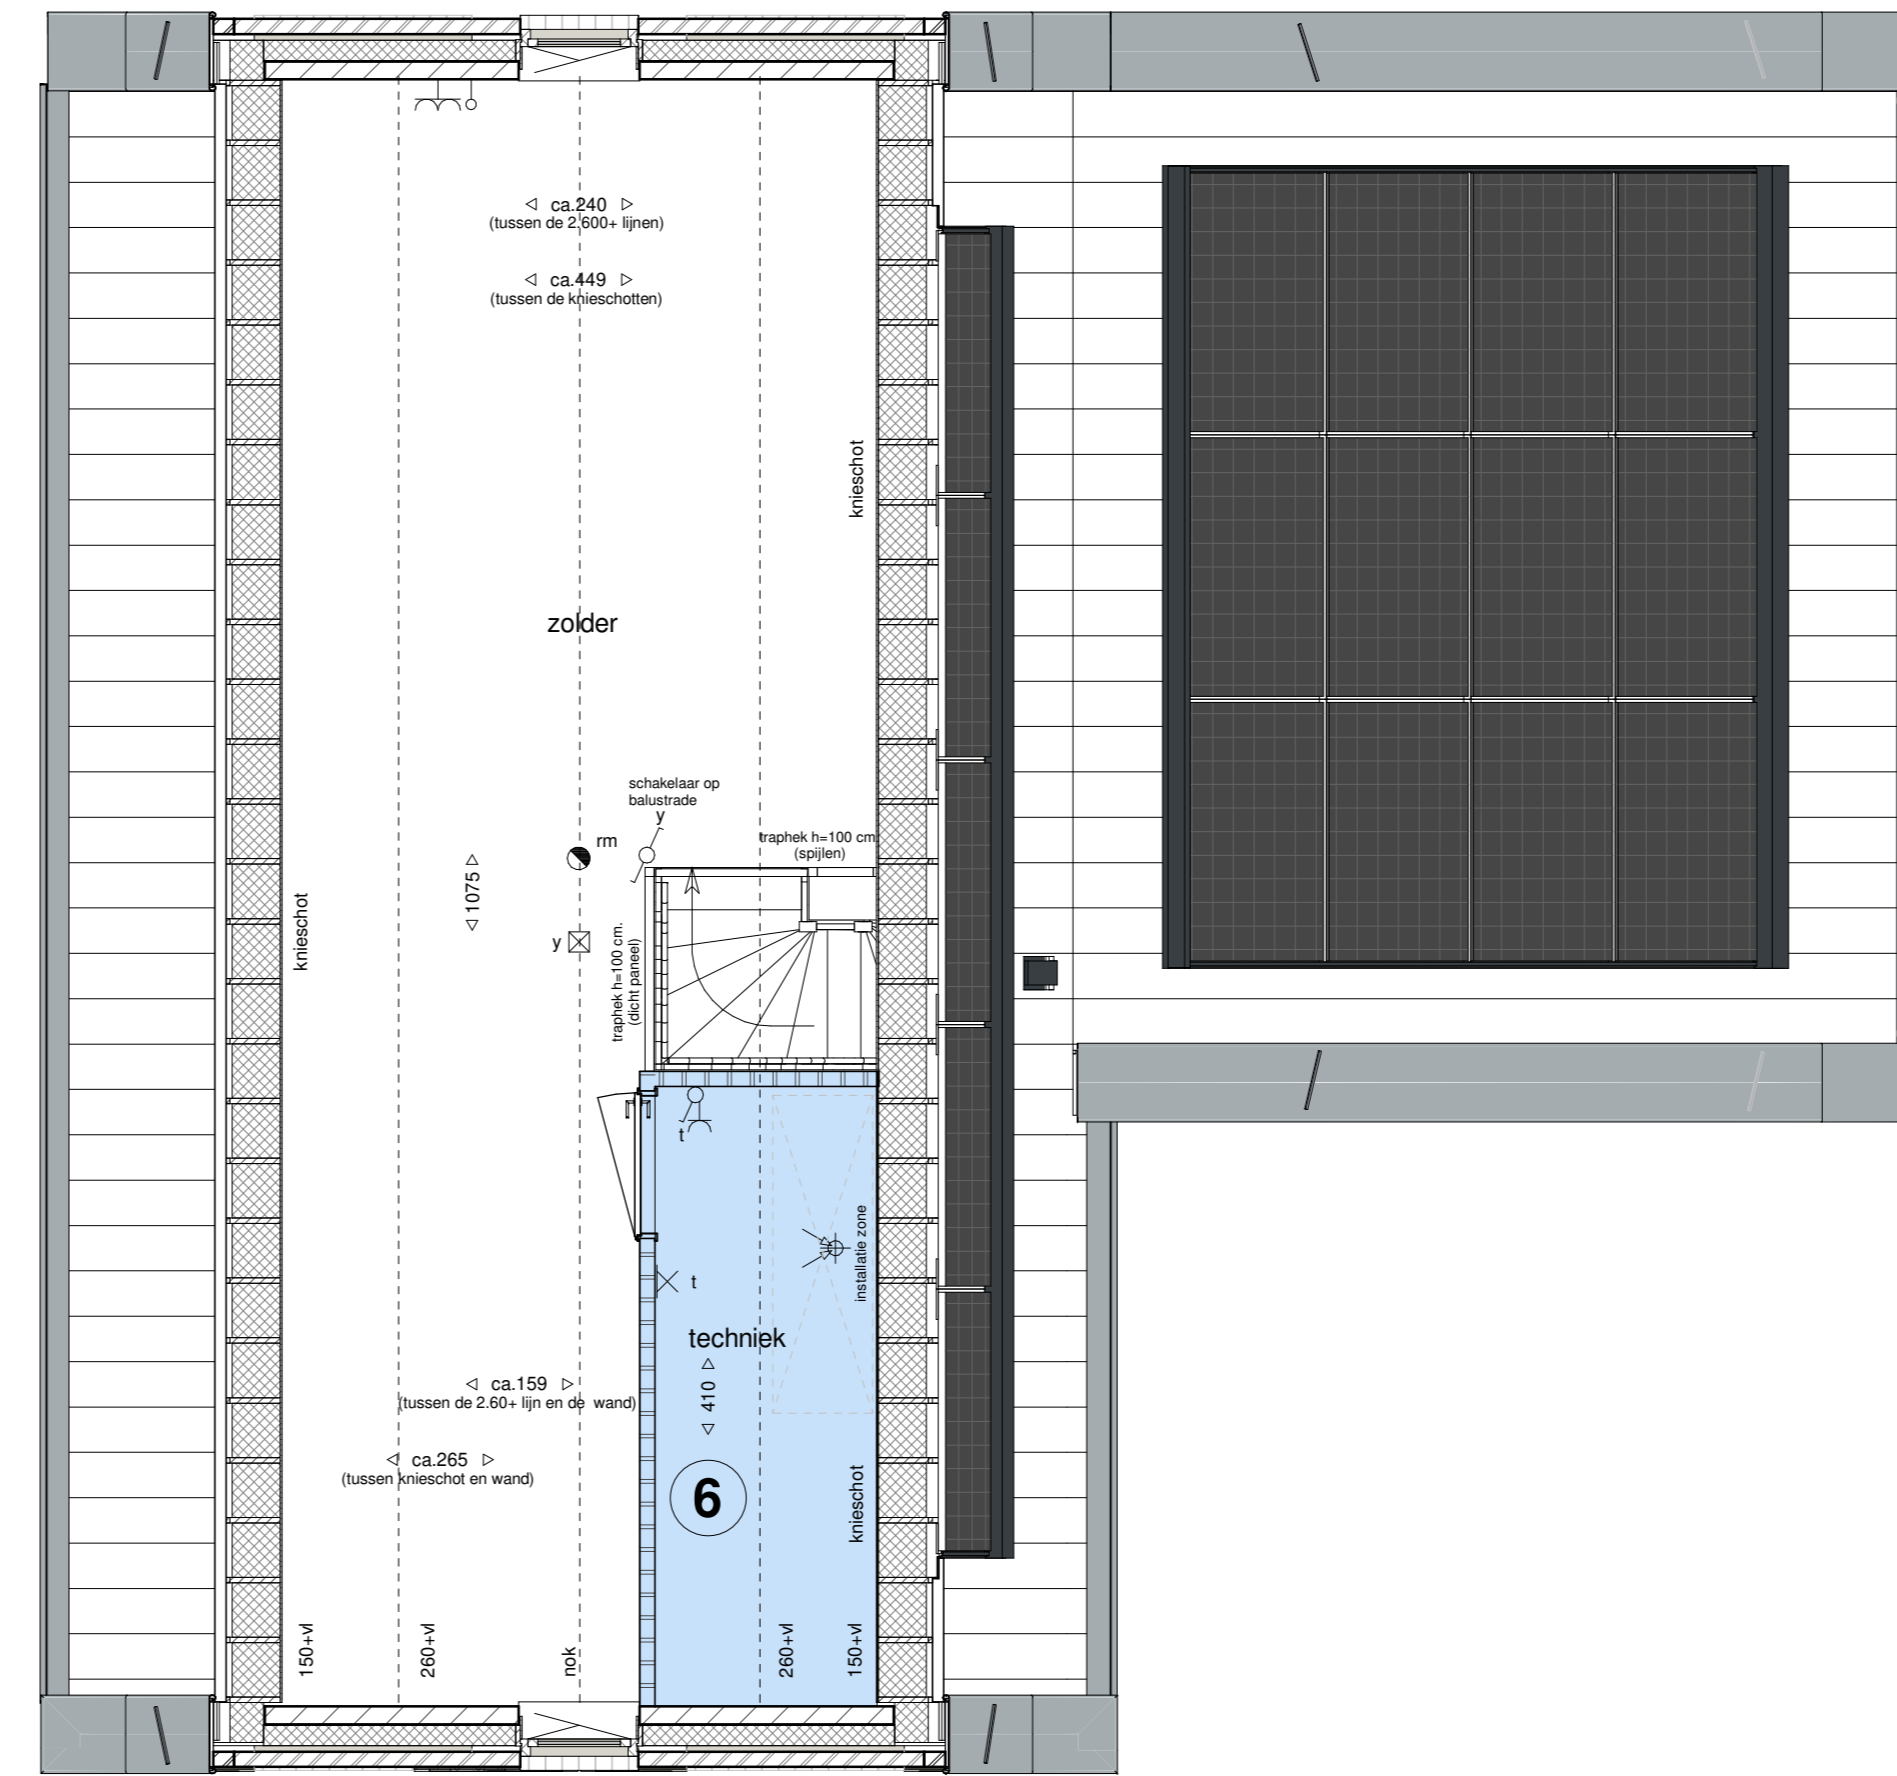 ca.240
(tussen de 2.600+ lijnen)
ca.449
(tussen de knieschotten)
knieschot
zolder
schakelaar op
balustrade
y
rm
traphek h=100 cm
(spijlen)
1075
knieschot
y
traphek h=100 cm.
(dicht paneel)
t
installatie zone
t
techniek
410
ca.159
(tussen de 2.60+ lijn en de wand)
ca.265
(tussen knieschot en wand)
6
knieschot
150+vl
260+vl
nok
260+vl
150+vl